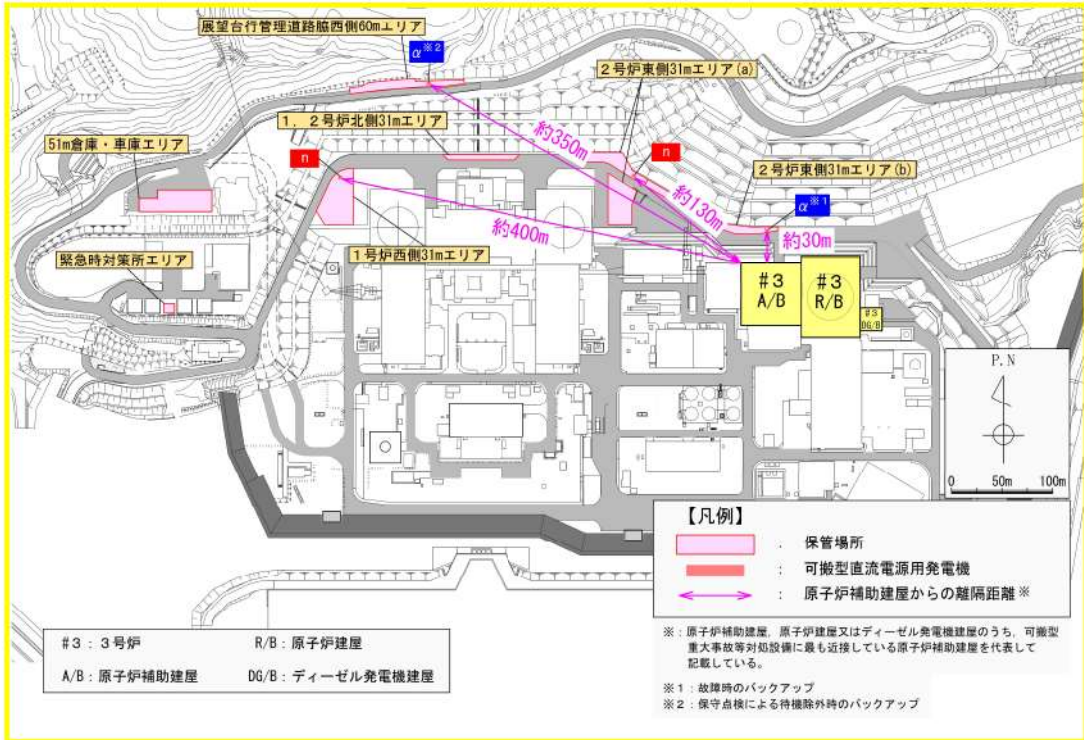 展望台行管理道路脇西側60mエリア
α※2
2号炉東側31mエリア(a)
1，2号炉北側31mエリア
51m倉庫・車庫エリア
n
約350m
n
2号炉東側31mエリア(b)
約130m
α※1
約400m
約30m
1号炉西側31mエリア
緊急時対策所エリア
#3
A/B
#3
R/B
#3
DG/B
P.N
0 50m 100m
【凡例】
： 保管場所
： 可搬型直流電源用発電機
： 原子炉補助建屋からの離隔距離※
#3：3号炉 R/B：原子炉建屋
A/B：原子炉補助建屋 DG/B：ディーゼル発電機建屋
※：原子炉補助建屋，原子炉建屋又はディーゼル発電機建屋のうち，可搬型
重大事故等対処設備に最も近接している原子炉補助建屋を代表して
記載している。
※1：故障時のバックアップ
※2：保守点検による待機除外時のバックアップ